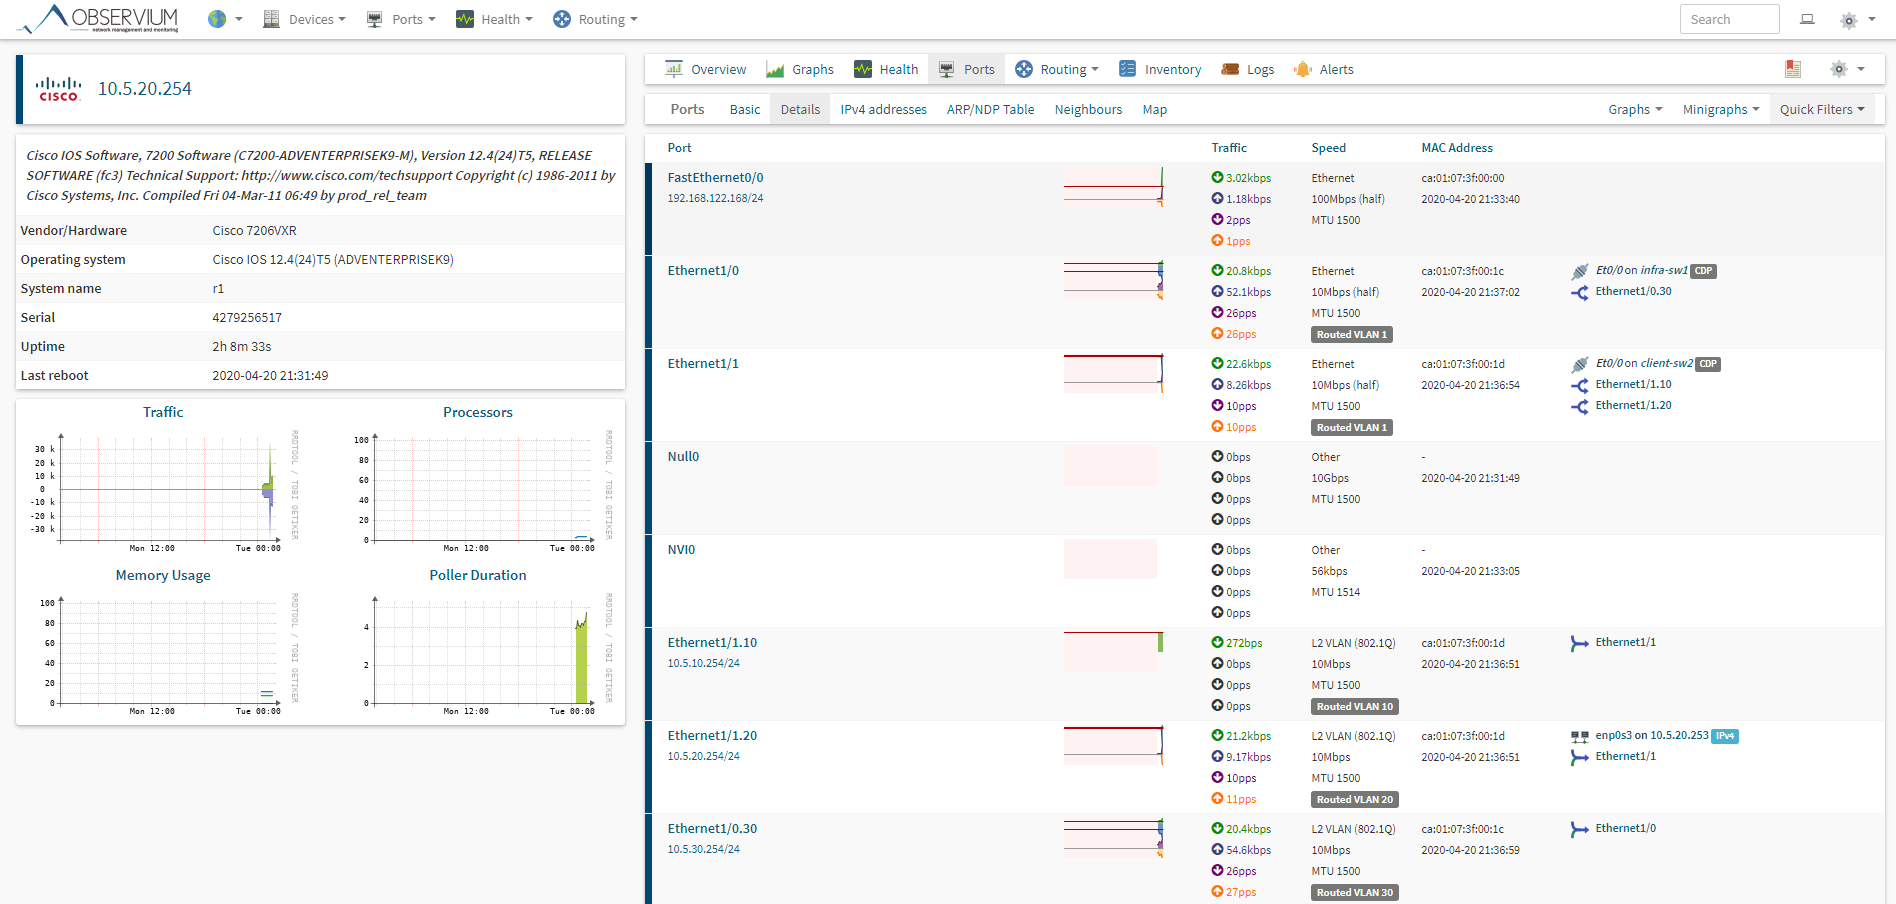 OBSERVIUM
network management and monitoring
Devices
Ports
Health
Routing
Search
CISCO
10.5.20.254
Cisco IOS Software, 7200 Software (C7200-ADVENTERPRISEK9-M), Version 12.4(24)T5, RELEASE
SOFTWARE (fc3) Technical Support: http://www.cisco.com/techsupport Copyright (c) 1986-2011 by
Cisco Systems, Inc. Compiled Fri 04-Mar-11 06:49 by prod_rel_team
Vendor/Hardware Cisco 7206VXR
Operating system Cisco IOS 12.4(24)T5 (ADVENTERPRISEK9)
System name r1
Serial 4279256517
Uptime 2h 8m 33s
Last reboot 2020-04-20 21:31:49
Traffic
30 k
20 k
10 k
0
-10 k
-20 k
-30 k
Mon 12:00 Tue 00:00
RRDTOOL / TOBI OETIKER
Processors
100
80
60
40
20
0
Mon 12:00 Tue 00:00
RRDTOOL / TOBI OETIKER
Memory Usage
100
80
60
40
20
0
Mon 12:00 Tue 00:00
RRDTOOL / TOBI OETIKER
Poller Duration
4
2
0
Mon 12:00 Tue 00:00
RRDTOOL / TOBI OETIKER
Overview Graphs Health Ports Routing Inventory Logs Alerts
Ports Basic Details IPv4 addresses ARP/NDP Table Neighbours Map Graphs Minigraphs Quick Filters
Port Traffic Speed MAC Address
FastEthernet0/0 3.02kbps Ethernet ca:01:07:3f:00:00
192.168.122.168/24 1.18kbps 100Mbps (half) 2020-04-20 21:33:40
2pps MTU 1500
1pps
Ethernet1/0 20.8kbps Ethernet ca:01:07:3f:00:1c Et0/0 on infra-sw1 CDP
52.1kbps 10Mbps (half) 2020-04-20 21:37:02 Ethernet1/0.30
26pps MTU 1500
26pps Routed VLAN 1
Ethernet1/1 22.6kbps Ethernet ca:01:07:3f:00:1d Et0/0 on client-sw2 CDP
8.26kbps 10Mbps (half) 2020-04-20 21:36:54 Ethernet1/1.10
10pps MTU 1500 Ethernet1/1.20
10pps Routed VLAN 1
Null0 0bps Other -
0bps 10Gbps 2020-04-20 21:31:49
0pps MTU 1500
0pps
NVI0 0bps Other -
0bps 56kbps 2020-04-20 21:33:05
0pps MTU 1514
0pps
Ethernet1/1.10 272bps L2 VLAN (802.1Q) ca:01:07:3f:00:1d Ethernet1/1
10.5.10.254/24 0bps 10Mbps 2020-04-20 21:36:51
0pps MTU 1500
0pps Routed VLAN 10
Ethernet1/1.20 21.2kbps L2 VLAN (802.1Q) ca:01:07:3f:00:1d enp0s3 on 10.5.20.253 IPv4
10.5.20.254/24 9.17kbps 10Mbps 2020-04-20 21:36:51 Ethernet1/1
10pps MTU 1500
11pps Routed VLAN 20
Ethernet1/0.30 20.4kbps L2 VLAN (802.1Q) ca:01:07:3f:00:1c Ethernet1/0
10.5.30.254/24 54.6kbps 10Mbps 2020-04-20 21:36:59
26pps MTU 1500
27pps Routed VLAN 30